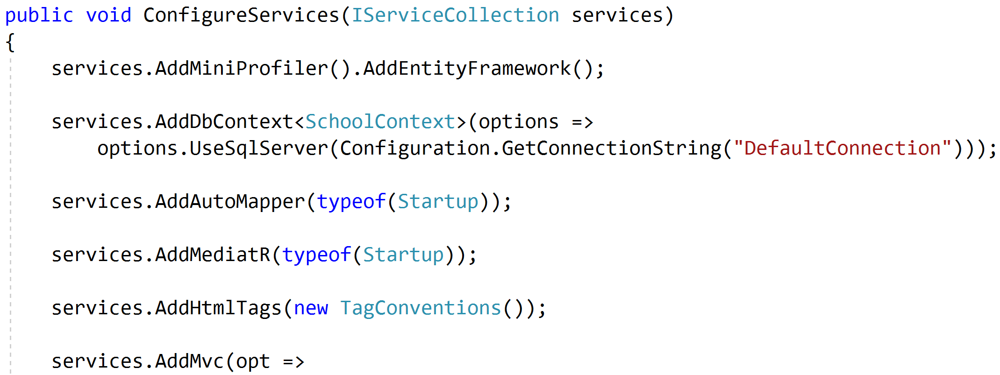 public void ConfigureServices(IServiceCollection services)
{
services.AddMiniProfiler().AddEntityFramework();
services.AddDbContext<SchoolContext>(options =>
options.UseSqlServer(Configuration.GetConnectionString("DefaultConnection")));
services.AddAutoMapper(typeof(Startup));
services.AddMediatR(typeof(Startup));
services.AddHtmlTags(new TagConventions());
services.AddMvc(opt =>